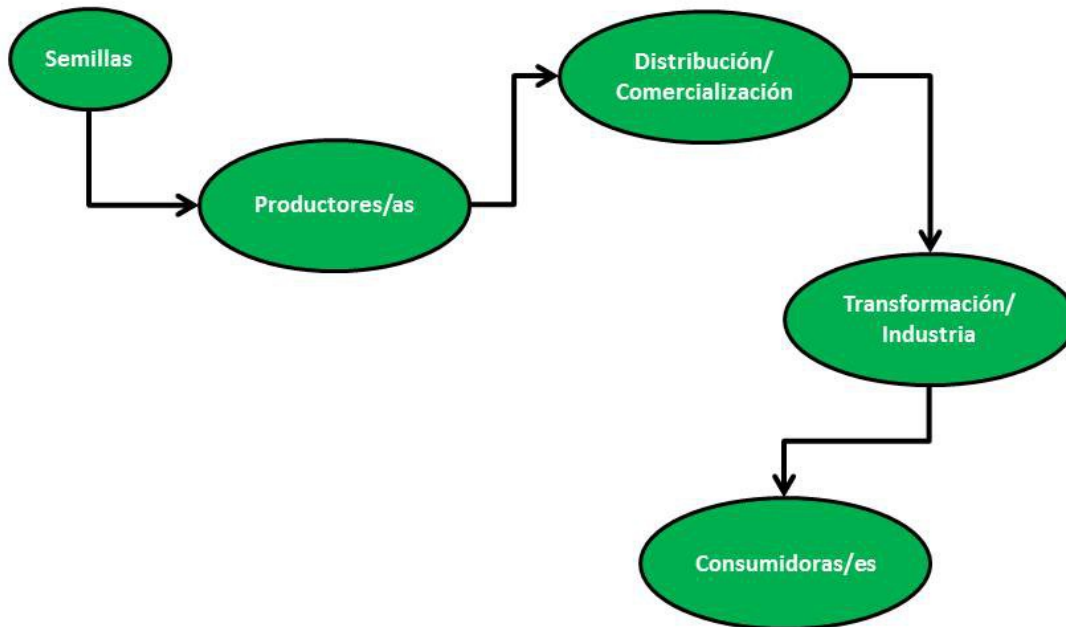 Semillas
Productores/as
Distribución/
Comercialización
Transformación/
Industria
Consumidoras/es